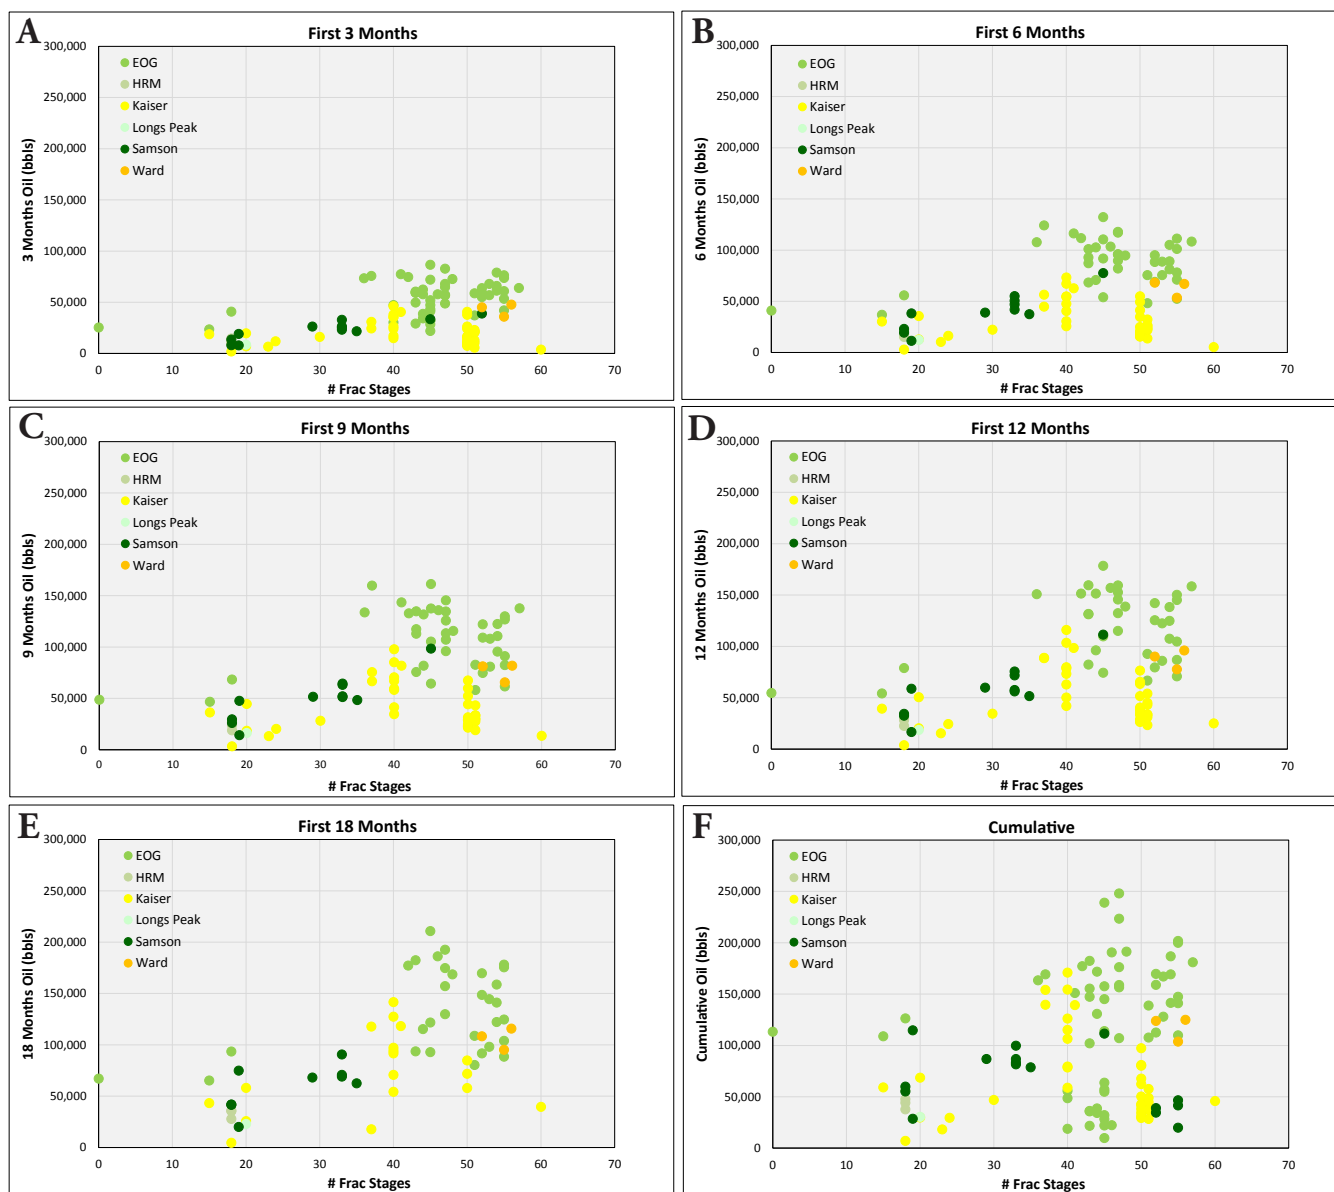 A
First 3 Months
300,000
250,000
200,000
150,000
100,000
50,000
0
3 Months Oil (bbls)
EOG
HRM
Kaiser
Longs Peak
Samson
Ward
0 10 20 30 40 50 60 70
# Frac Stages
B
First 6 Months
300,000
250,000
200,000
150,000
100,000
50,000
0
6 Months Oil (bbls)
EOG
HRM
Kaiser
Longs Peak
Samson
Ward
0 10 20 30 40 50 60 70
# Frac Stages
C
First 9 Months
300,000
250,000
200,000
150,000
100,000
50,000
0
9 Months Oil (bbls)
EOG
HRM
Kaiser
Longs Peak
Samson
Ward
0 10 20 30 40 50 60 70
# Frac Stages
D
First 12 Months
300,000
250,000
200,000
150,000
100,000
50,000
0
12 Months Oil (bbls)
EOG
HRM
Kaiser
Longs Peak
Samson
Ward
0 10 20 30 40 50 60 70
# Frac Stages
E
First 18 Months
300,000
250,000
200,000
150,000
100,000
50,000
0
18 Months Oil (bbls)
EOG
HRM
Kaiser
Longs Peak
Samson
Ward
0 10 20 30 40 50 60 70
# Frac Stages
F
Cumulative
300,000
250,000
200,000
150,000
100,000
50,000
0
Cumulative Oil (bbls)
EOG
HRM
Kaiser
Longs Peak
Samson
Ward
0 10 20 30 40 50 60 70
# Frac Stages